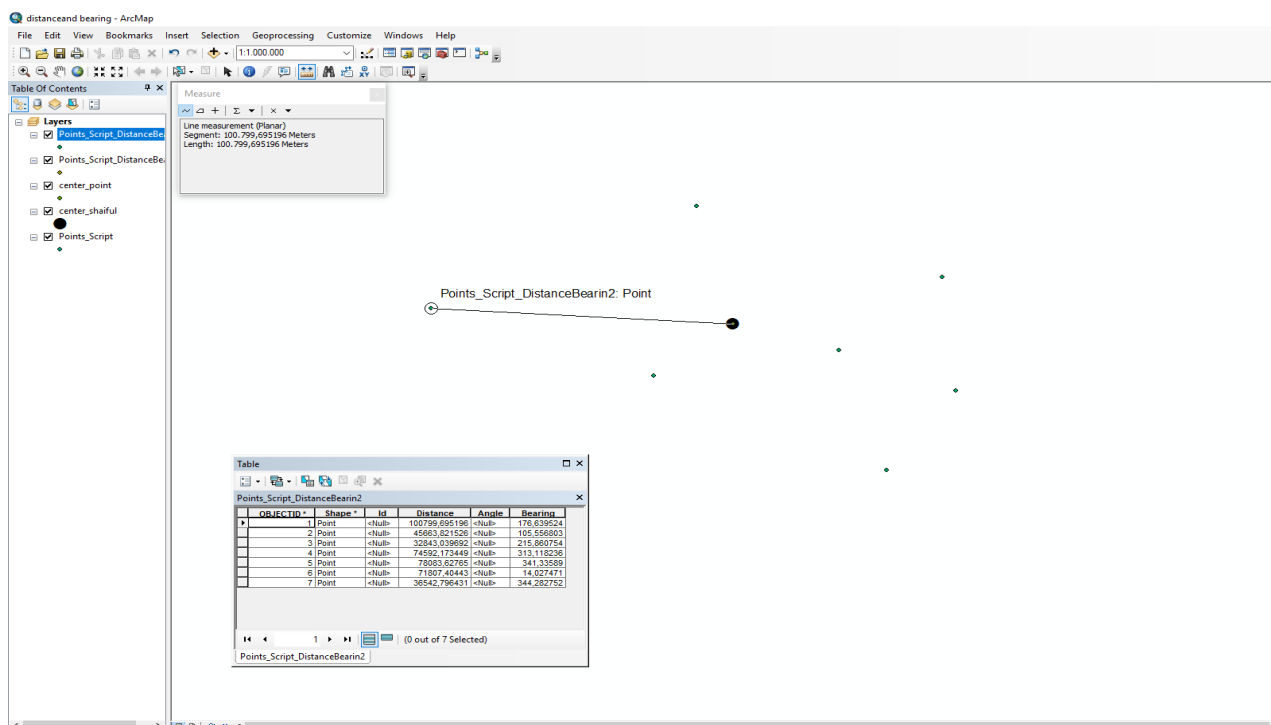 distanceand bearing - ArcMap
File Edit View Bookmarks Insert Selection Geoprocessing Customize Windows Help
1:1.000.000
Table Of Contents
Layers
Points_Script_DistanceBea
Points_Script_DistanceBea
center_point
center_shaiful
Points_Script
Measure
Line measurement (Planar)
Segment: 100.799,695196 Meters
Length: 100.799,695196 Meters
Points_Script_DistanceBearin2: Point
Table
Points_Script_DistanceBearin2
OBJECTID * Shape * Id Distance Angle Bearing
1 Point <Null> 100799,695196 <Null> 176,639524
2 Point <Null> 45663,821526 <Null> 105,556803
3 Point <Null> 32843,039692 <Null> 215,860754
4 Point <Null> 74592,173449 <Null> 313,118236
5 Point <Null> 78083,62765 <Null> 341,33589
6 Point <Null> 71807,40443 <Null> 14,027471
7 Point <Null> 36542,796431 <Null> 344,282752
1 (0 out of 7 Selected)
Points_Script_DistanceBearin2